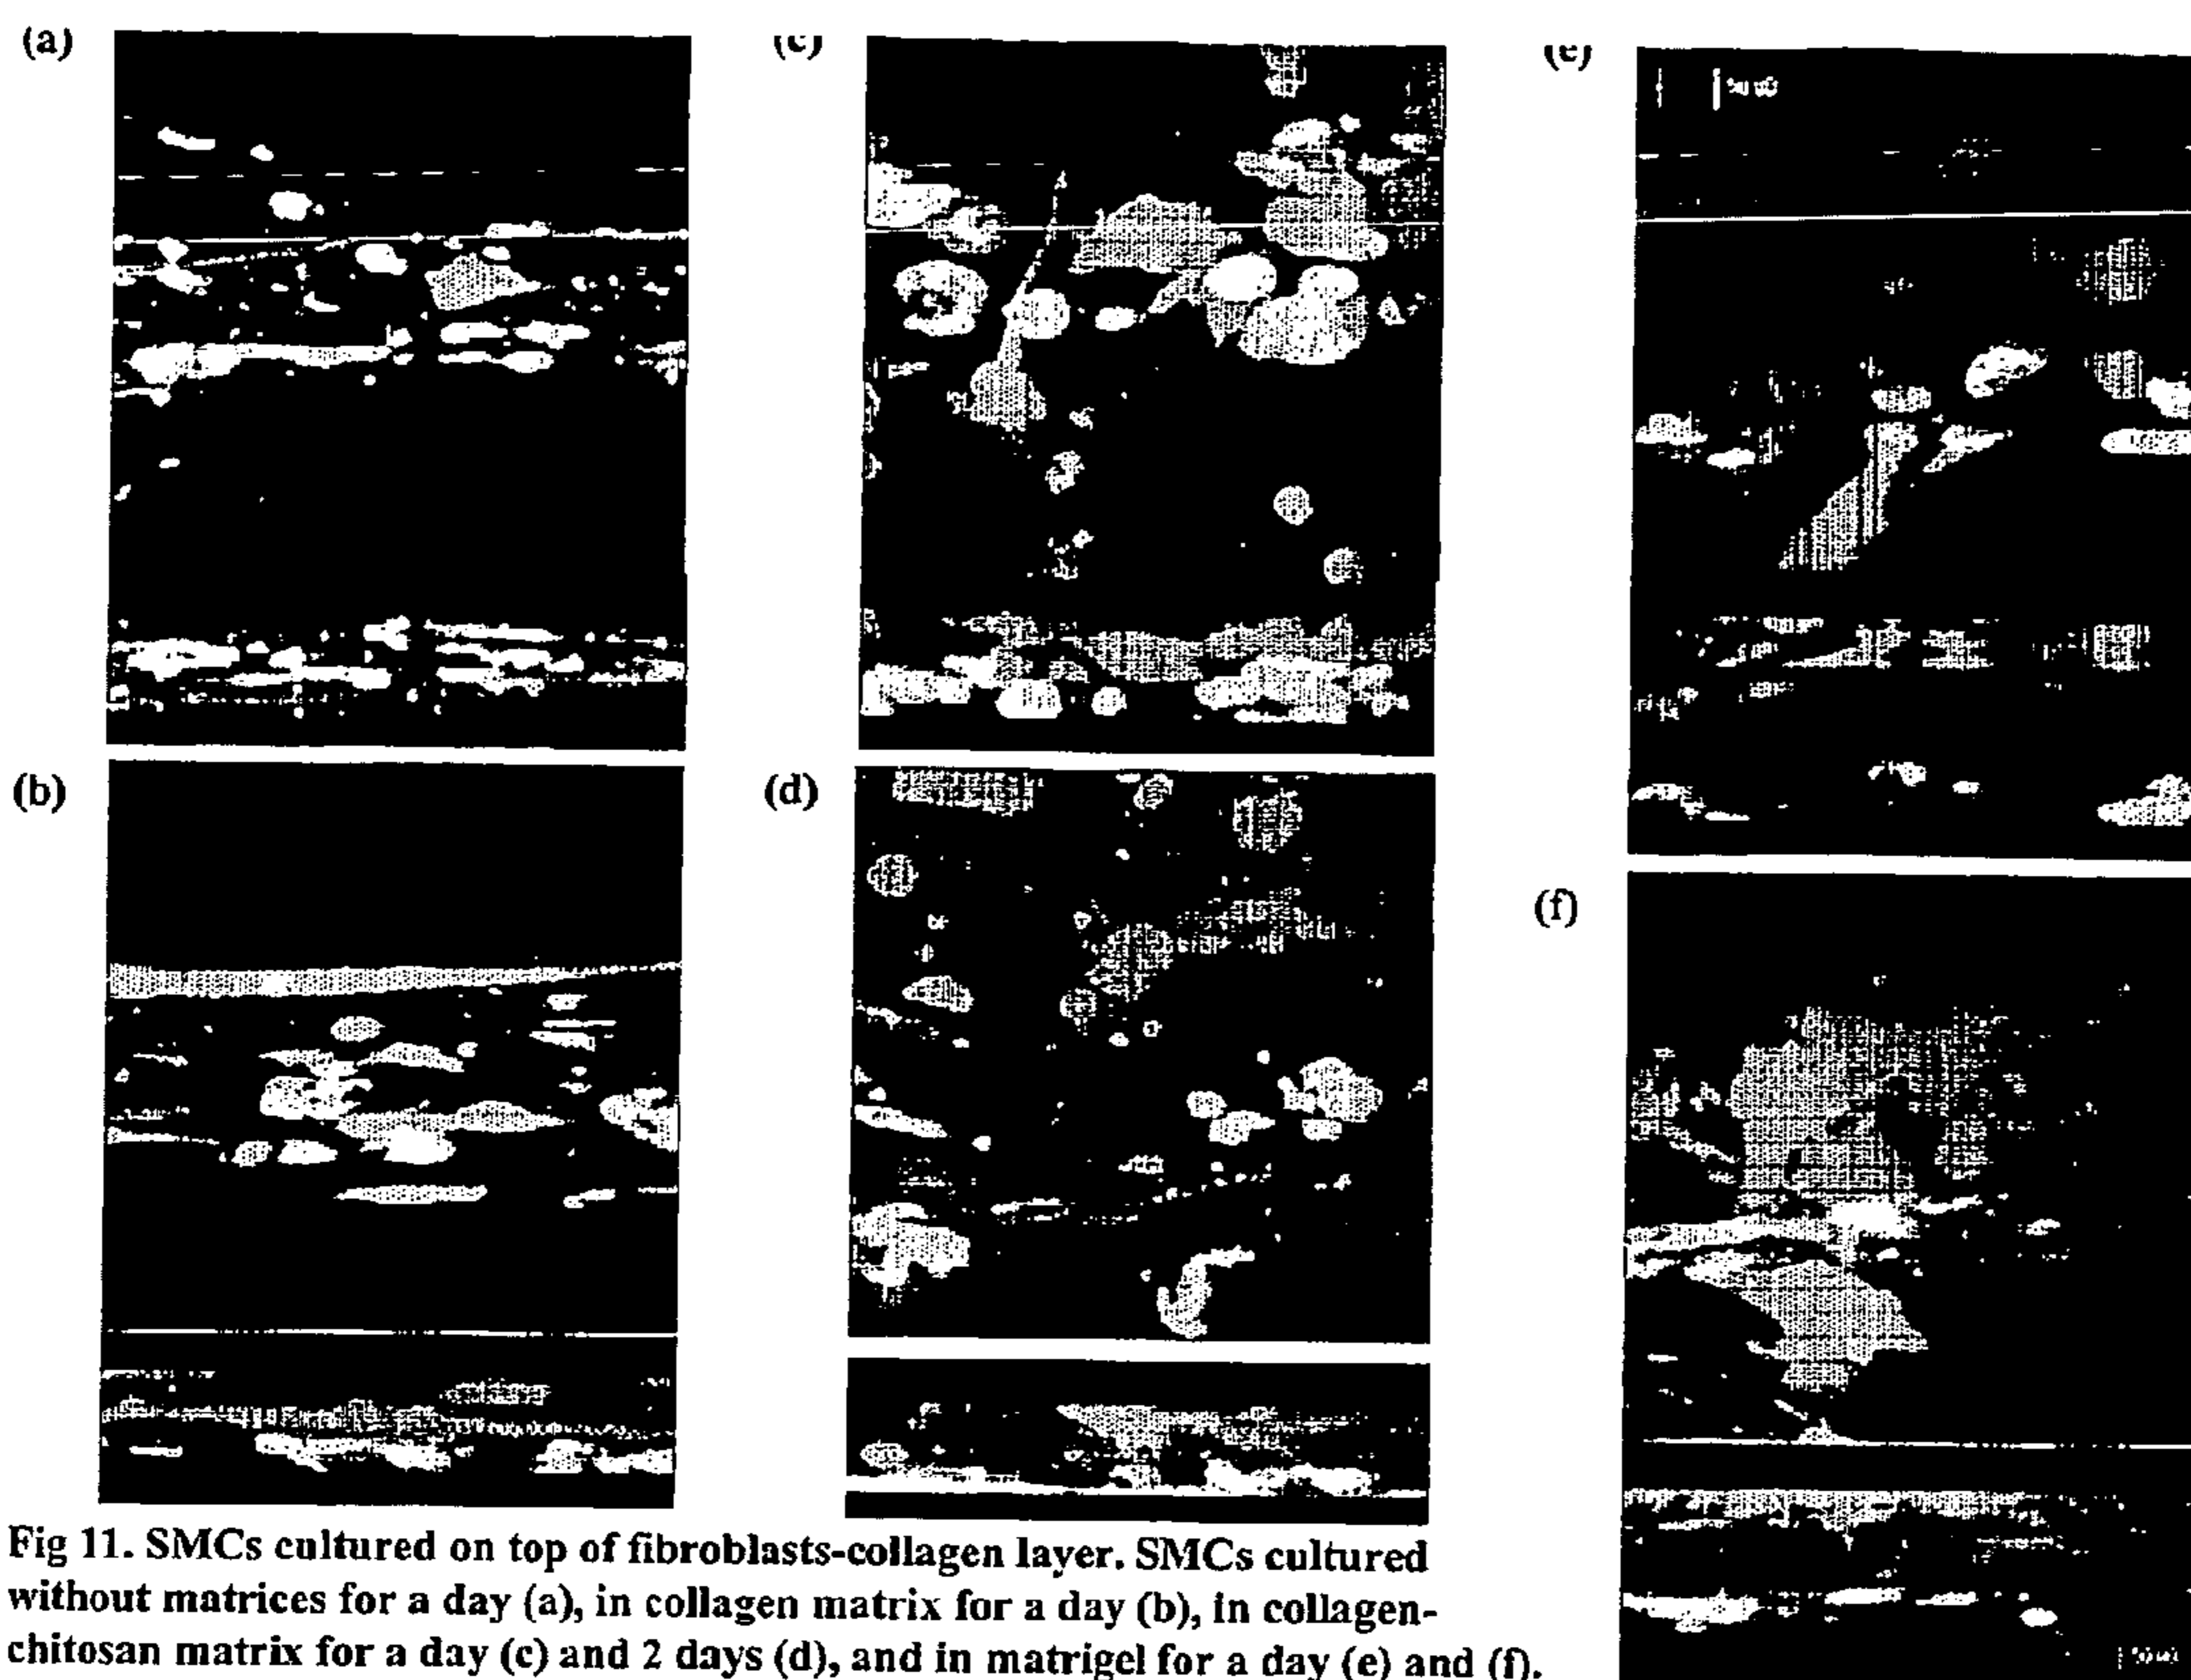 (a)
(c)
(e)
(b)
(d)
(f)
Fig 11. SMCs cultured on top of fibroblasts-collagen layer. SMCs cultured
without matrices for a day (a), in collagen matrix for a day (b), in collagen-
chitosan matrix for a day (c) and 2 days (d), and in matrigel for a day (e) and (f).